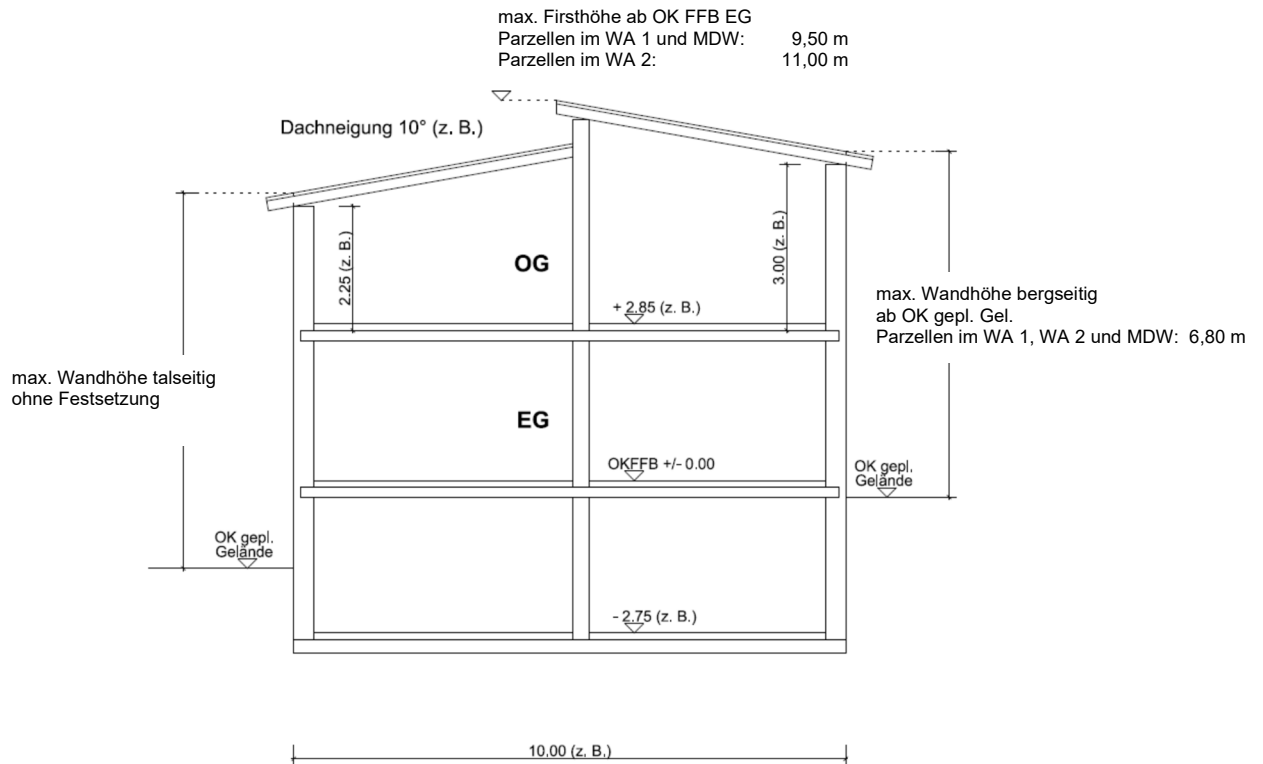 max. Firsthöhe ab OK FFB EG
Parzellen im WA 1 und MDW: 9,50 m
Parzellen im WA 2: 11,00 m
Dachneigung 10° (z. B.)
2.25 (z. B.)
OG
3.00 (z. B.)
+ 2.85 (z. B.)
max. Wandhöhe bergseitig
ab OK gepl. Gel.
Parzellen im WA 1, WA 2 und MDW: 6,80 m
max. Wandhöhe talseitig
ohne Festsetzung
EG
OKFFB +/- 0.00
OK gepl.
Gelände
OK gepl.
Gelände
- 2.75 (z. B.)
10,00 (z. B.)